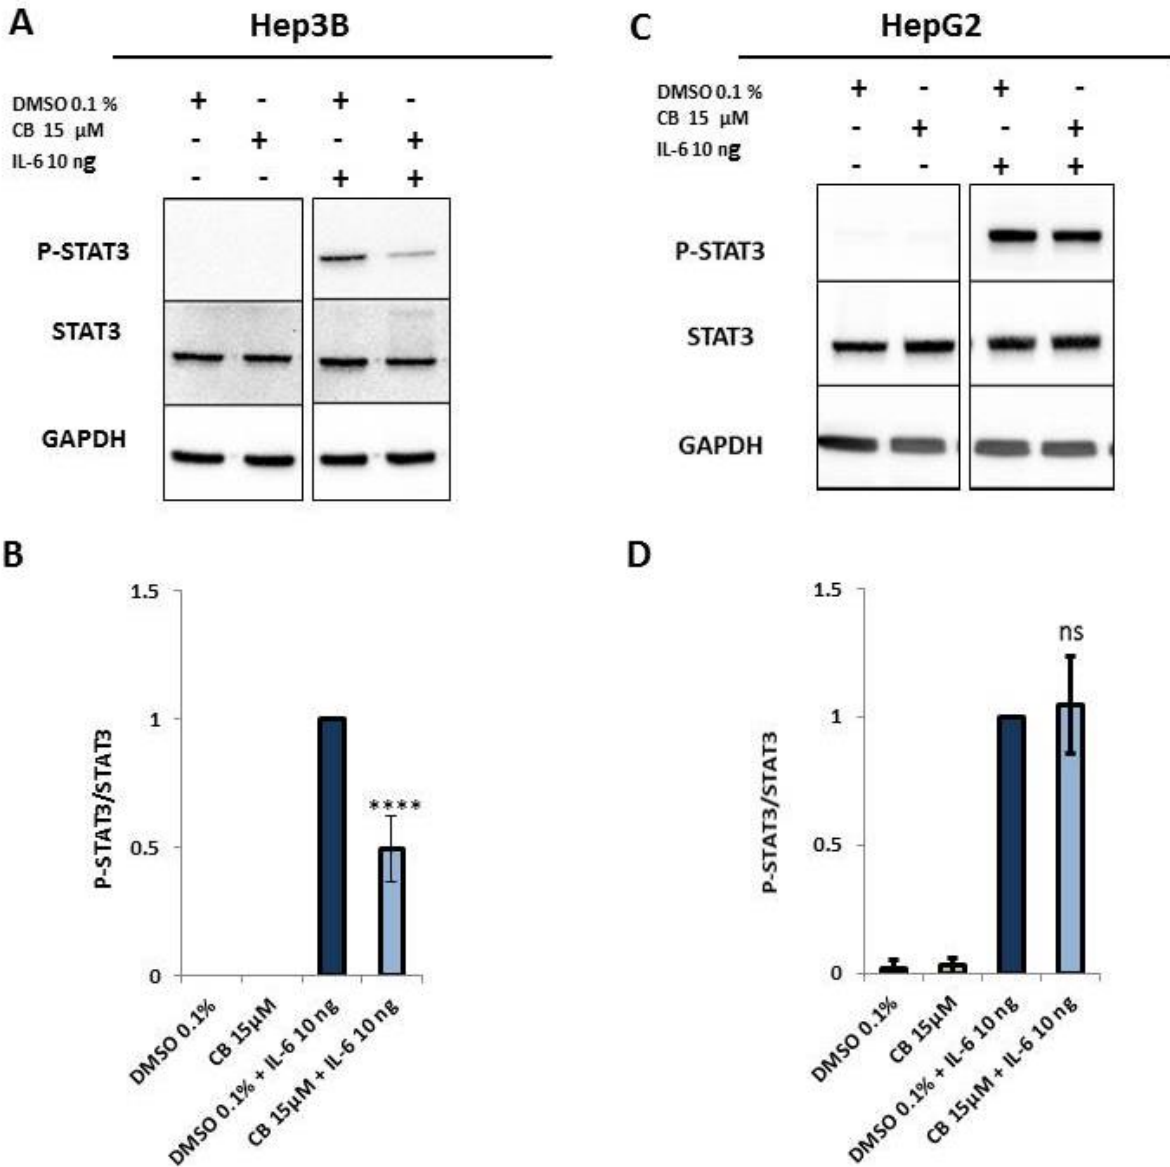 A
Hep3B
DMSO 0.1 % + - + -
CB 15 μM - + - +
IL-6 10 ng - - + +
P-STAT3
STAT3
GAPDH
C
HepG2
DMSO 0.1 % + - + -
CB 15 μM - + - +
IL-6 10 ng - - + +
P-STAT3
STAT3
GAPDH
B
1.5
1
0.5
0
P-STAT3/STAT3
****
DMSO 0.1%
CB 15μM
DMSO 0.1% + IL-6 10 ng
CB 15μM + IL-6 10 ng
D
1.5
1
0.5
0
P-STAT3/STAT3
ns
DMSO 0.1%
CB 15μM
DMSO 0.1% + IL-6 10 ng
CB 15μM + IL-6 10 ng